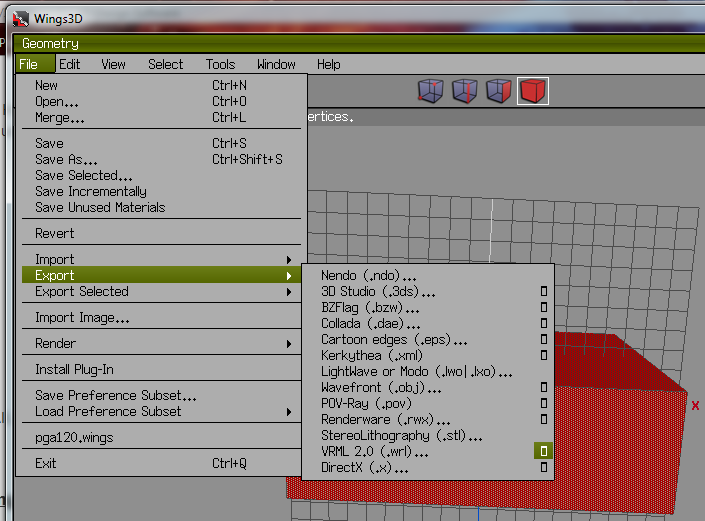 Wings3D
Geometry
File Edit View Select Tools Window Help
New Ctrl+N
Open... Ctrl+O
Merge... Ctrl+L
ertices.
Save Ctrl+S
Save As... Ctrl+Shift+S
Save Selected...
Save Incrementally
Save Unused Materials
Revert
Import
Export
Export Selected
Import Image...
Render
Install Plug-In
Save Preference Subset...
Load Preference Subset
pga120.wings
Exit Ctrl+Q
Nendo (.ndo)...
3D Studio (.3ds)...
BZFlag (.bzw)...
Collada (.dae)...
Cartoon edges (.eps)...
Kerkythea (.xml)
LightWave or Modo (.lwo|.lxo)...
Wavefront (.obj)...
POV-Ray (.pov)
Renderware (.rwx)...
StereoLithography (.stl)...
VRML 2.0 (.wrl)...
DirectX (.x)...
X